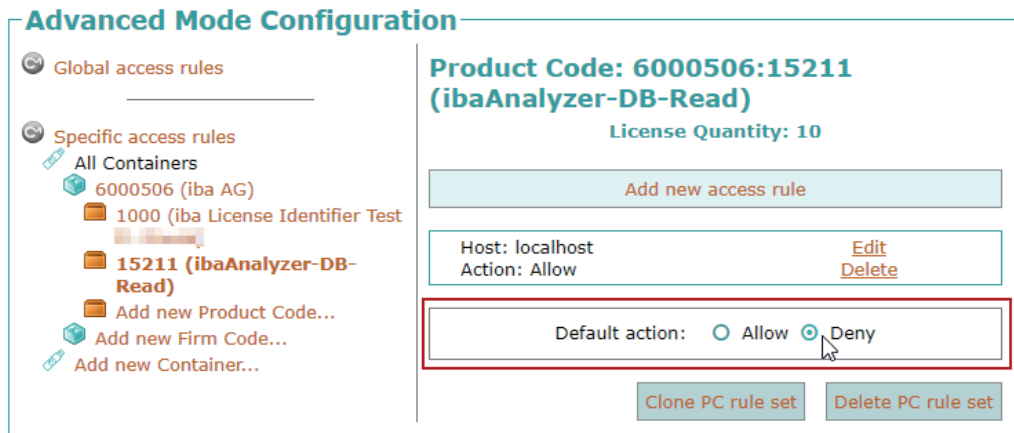 Advanced Mode Configuration
Global access rules
Specific access rules
All Containers
6000506 (iba AG)
1000 (iba License Identifier Test
15211 (ibaAnalyzer-DB-
Read)
Add new Product Code...
Add new Firm Code...
Add new Container...
Product Code: 6000506:15211
(ibaAnalyzer-DB-Read)
License Quantity: 10
Add new access rule
Host: localhost Edit
Action: Allow Delete
Default action: Allow Deny
Clone PC rule set Delete PC rule set